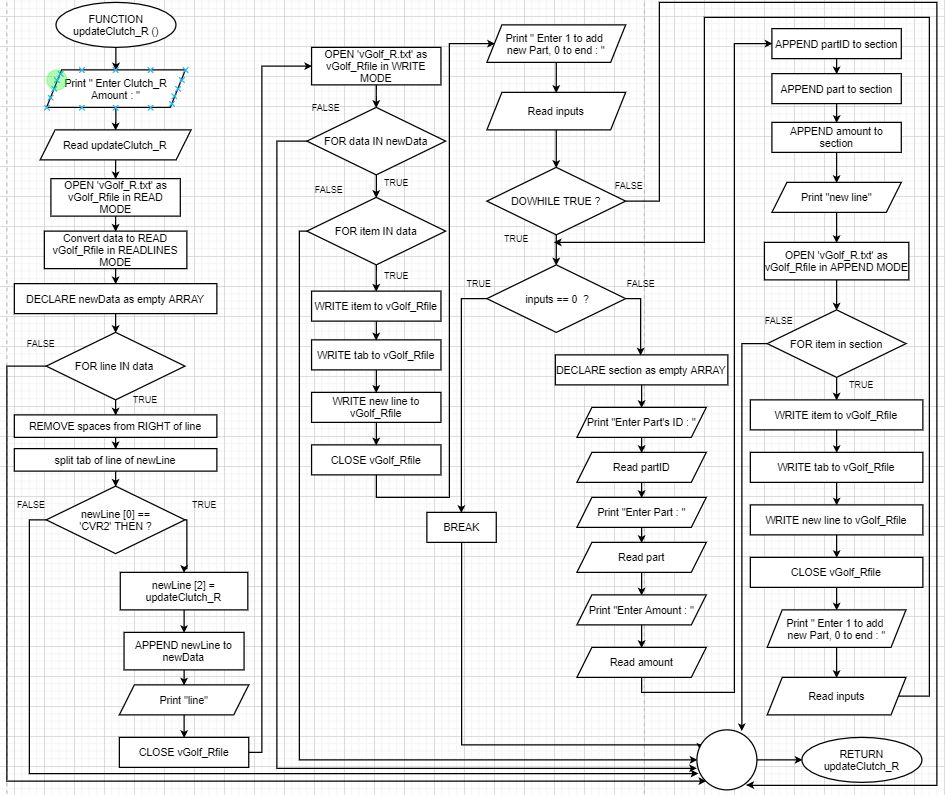 FUNCTION
updateClutch_R ()
Print " Enter Clutch_R
Amount : "
Read updateClutch_R
OPEN 'vGolf_R.txt' as
vGolf_Rfile in READ
MODE
Convert data to READ
vGolf_Rfile in READLINES
MODE
DECLARE newData as empty ARRAY
FALSE
FOR line IN data
TRUE
REMOVE spaces from RIGHT of line
split tab of line of newLine
FALSE
newLine [0] ==
'CVR2' THEN ?
TRUE
newLine [2] =
updateClutch_R
APPEND newLine to
newData
Print "line"
CLOSE vGolf_Rfile
OPEN 'vGolf_R.txt' as
vGolf_Rfile in WRITE
MODE
FALSE
FOR data IN newData
TRUE
FALSE
FOR item IN data
TRUE
WRITE item to vGolf_Rfile
WRITE tab to vGolf_Rfile
WRITE new line to
vGolf_Rfile
CLOSE vGolf_Rfile
Print " Enter 1 to add
new Part, 0 to end : "
Read inputs
DOWHILE TRUE ?
FALSE
TRUE
TRUE
inputs == 0 ?
FALSE
BREAK
DECLARE section as empty ARRAY
Print "Enter Part's ID : "
Read partID
Print "Enter Part : "
Read part
Print "Enter Amount : "
Read amount
APPEND partID to section
APPEND part to section
APPEND amount to
section
Print "new line"
OPEN 'vGolf_R.txt' as
vGolf_Rfile in APPEND MODE
FALSE
FOR item in section
TRUE
WRITE item to vGolf_Rfile
WRITE tab to vGolf_Rfile
WRITE new line to vGolf_Rfile
CLOSE vGolf_Rfile
Print " Enter 1 to add
new Part, 0 to end : "
Read inputs
RETURN
updateClutch_R